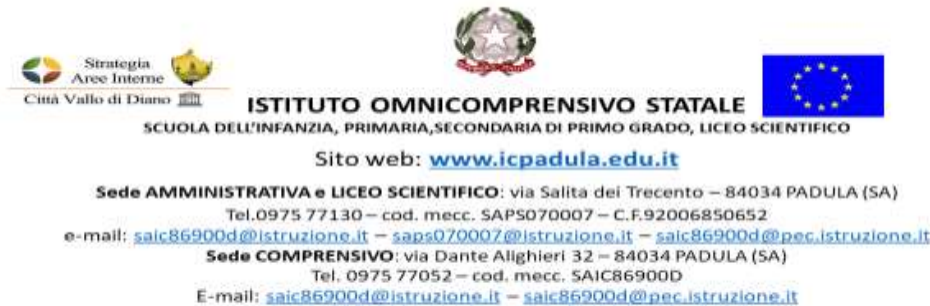 Strategia
Aree Interne
Città Vallo di Diano
ISTITUTO OMNICOMPRENSIVO STATALE
SCUOLA DELL'INFANZIA, PRIMARIA,SECONDARIA DI PRIMO GRADO, LICEO SCIENTIFICO
Sito web: www.icpadula.edu.it
Sede AMMINISTRATIVA e LICEO SCIENTIFICO: via Salita dei Trecento – 84034 PADULA (SA)
Tel.0975 77130 – cod. mecc. SAPS070007 – C.F.92006850652
e-mail: saic86900d@istruzione.it – saps070007@istruzione.it – saic86900d@pec.istruzione.it
Sede COMPRENSIVO: via Dante Alighieri 32 – 84034 PADULA (SA)
Tel. 0975 77052 – cod. mecc. SAIC86900D
E-mail: saic86900d@istruzione.it – saic86900d@pec.istruzione.it